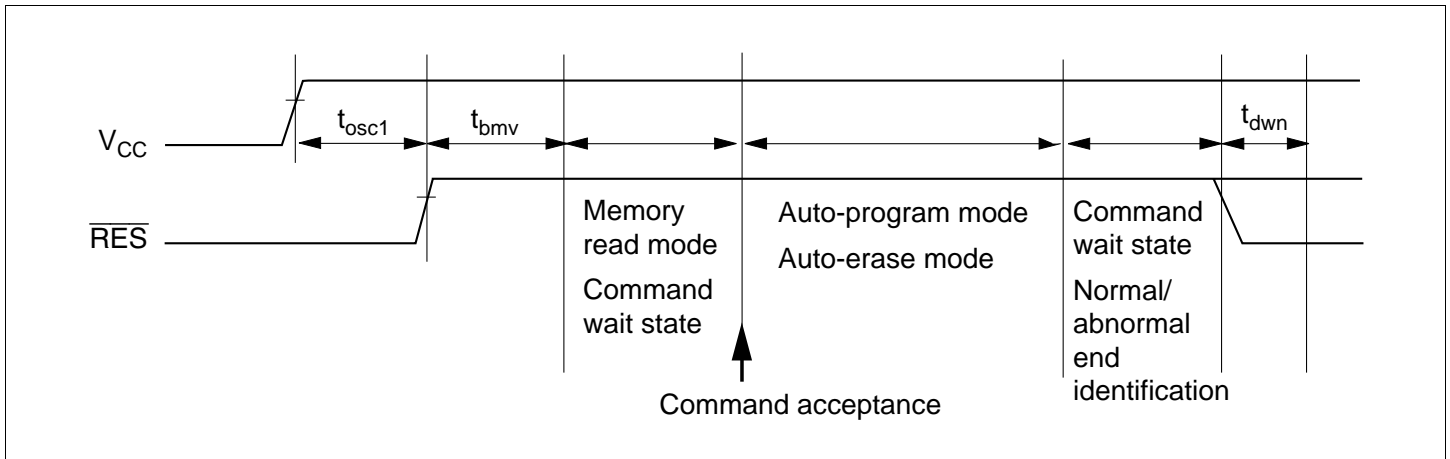 tosc1
tbmv
tdwn
VCC
RES
Memory
read mode
Command
wait state
Auto-program mode
Auto-erase mode
Command
wait state
Normal/
abnormal
end
identification
Command acceptance